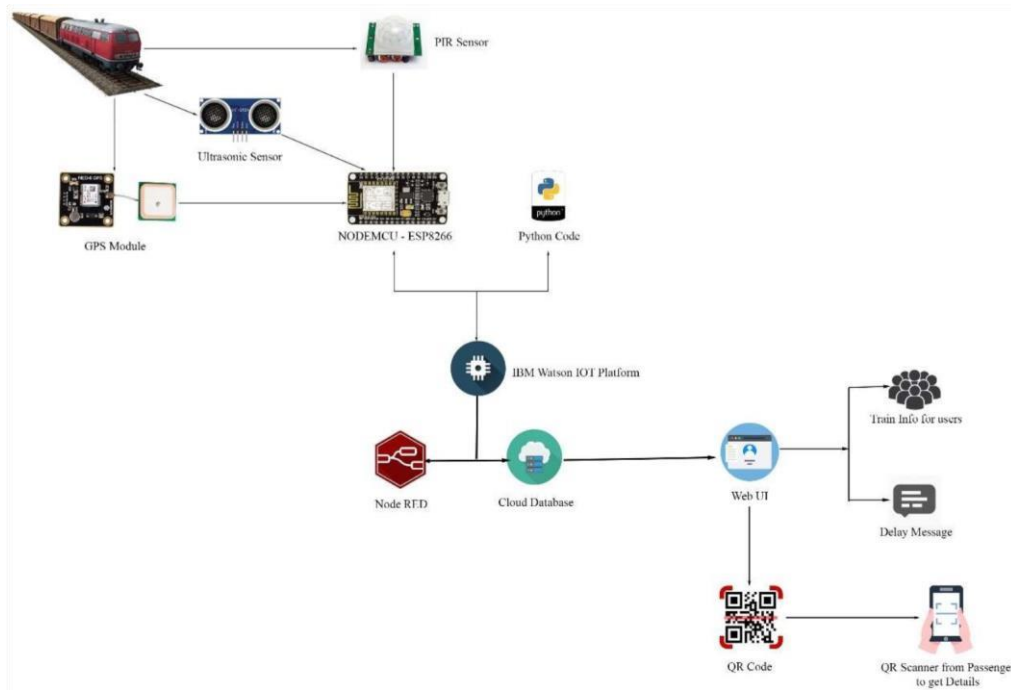 PIR Sensor
Ultrasonic Sensor
GPS Module
NODEMCU - ESP8266
python
Python Code
IBM Watson IOT Platform
Train Info for users
Node RED
Cloud Database
Web UI
Delay Message
QR Code
QR Scanner from Passenge
to get Details